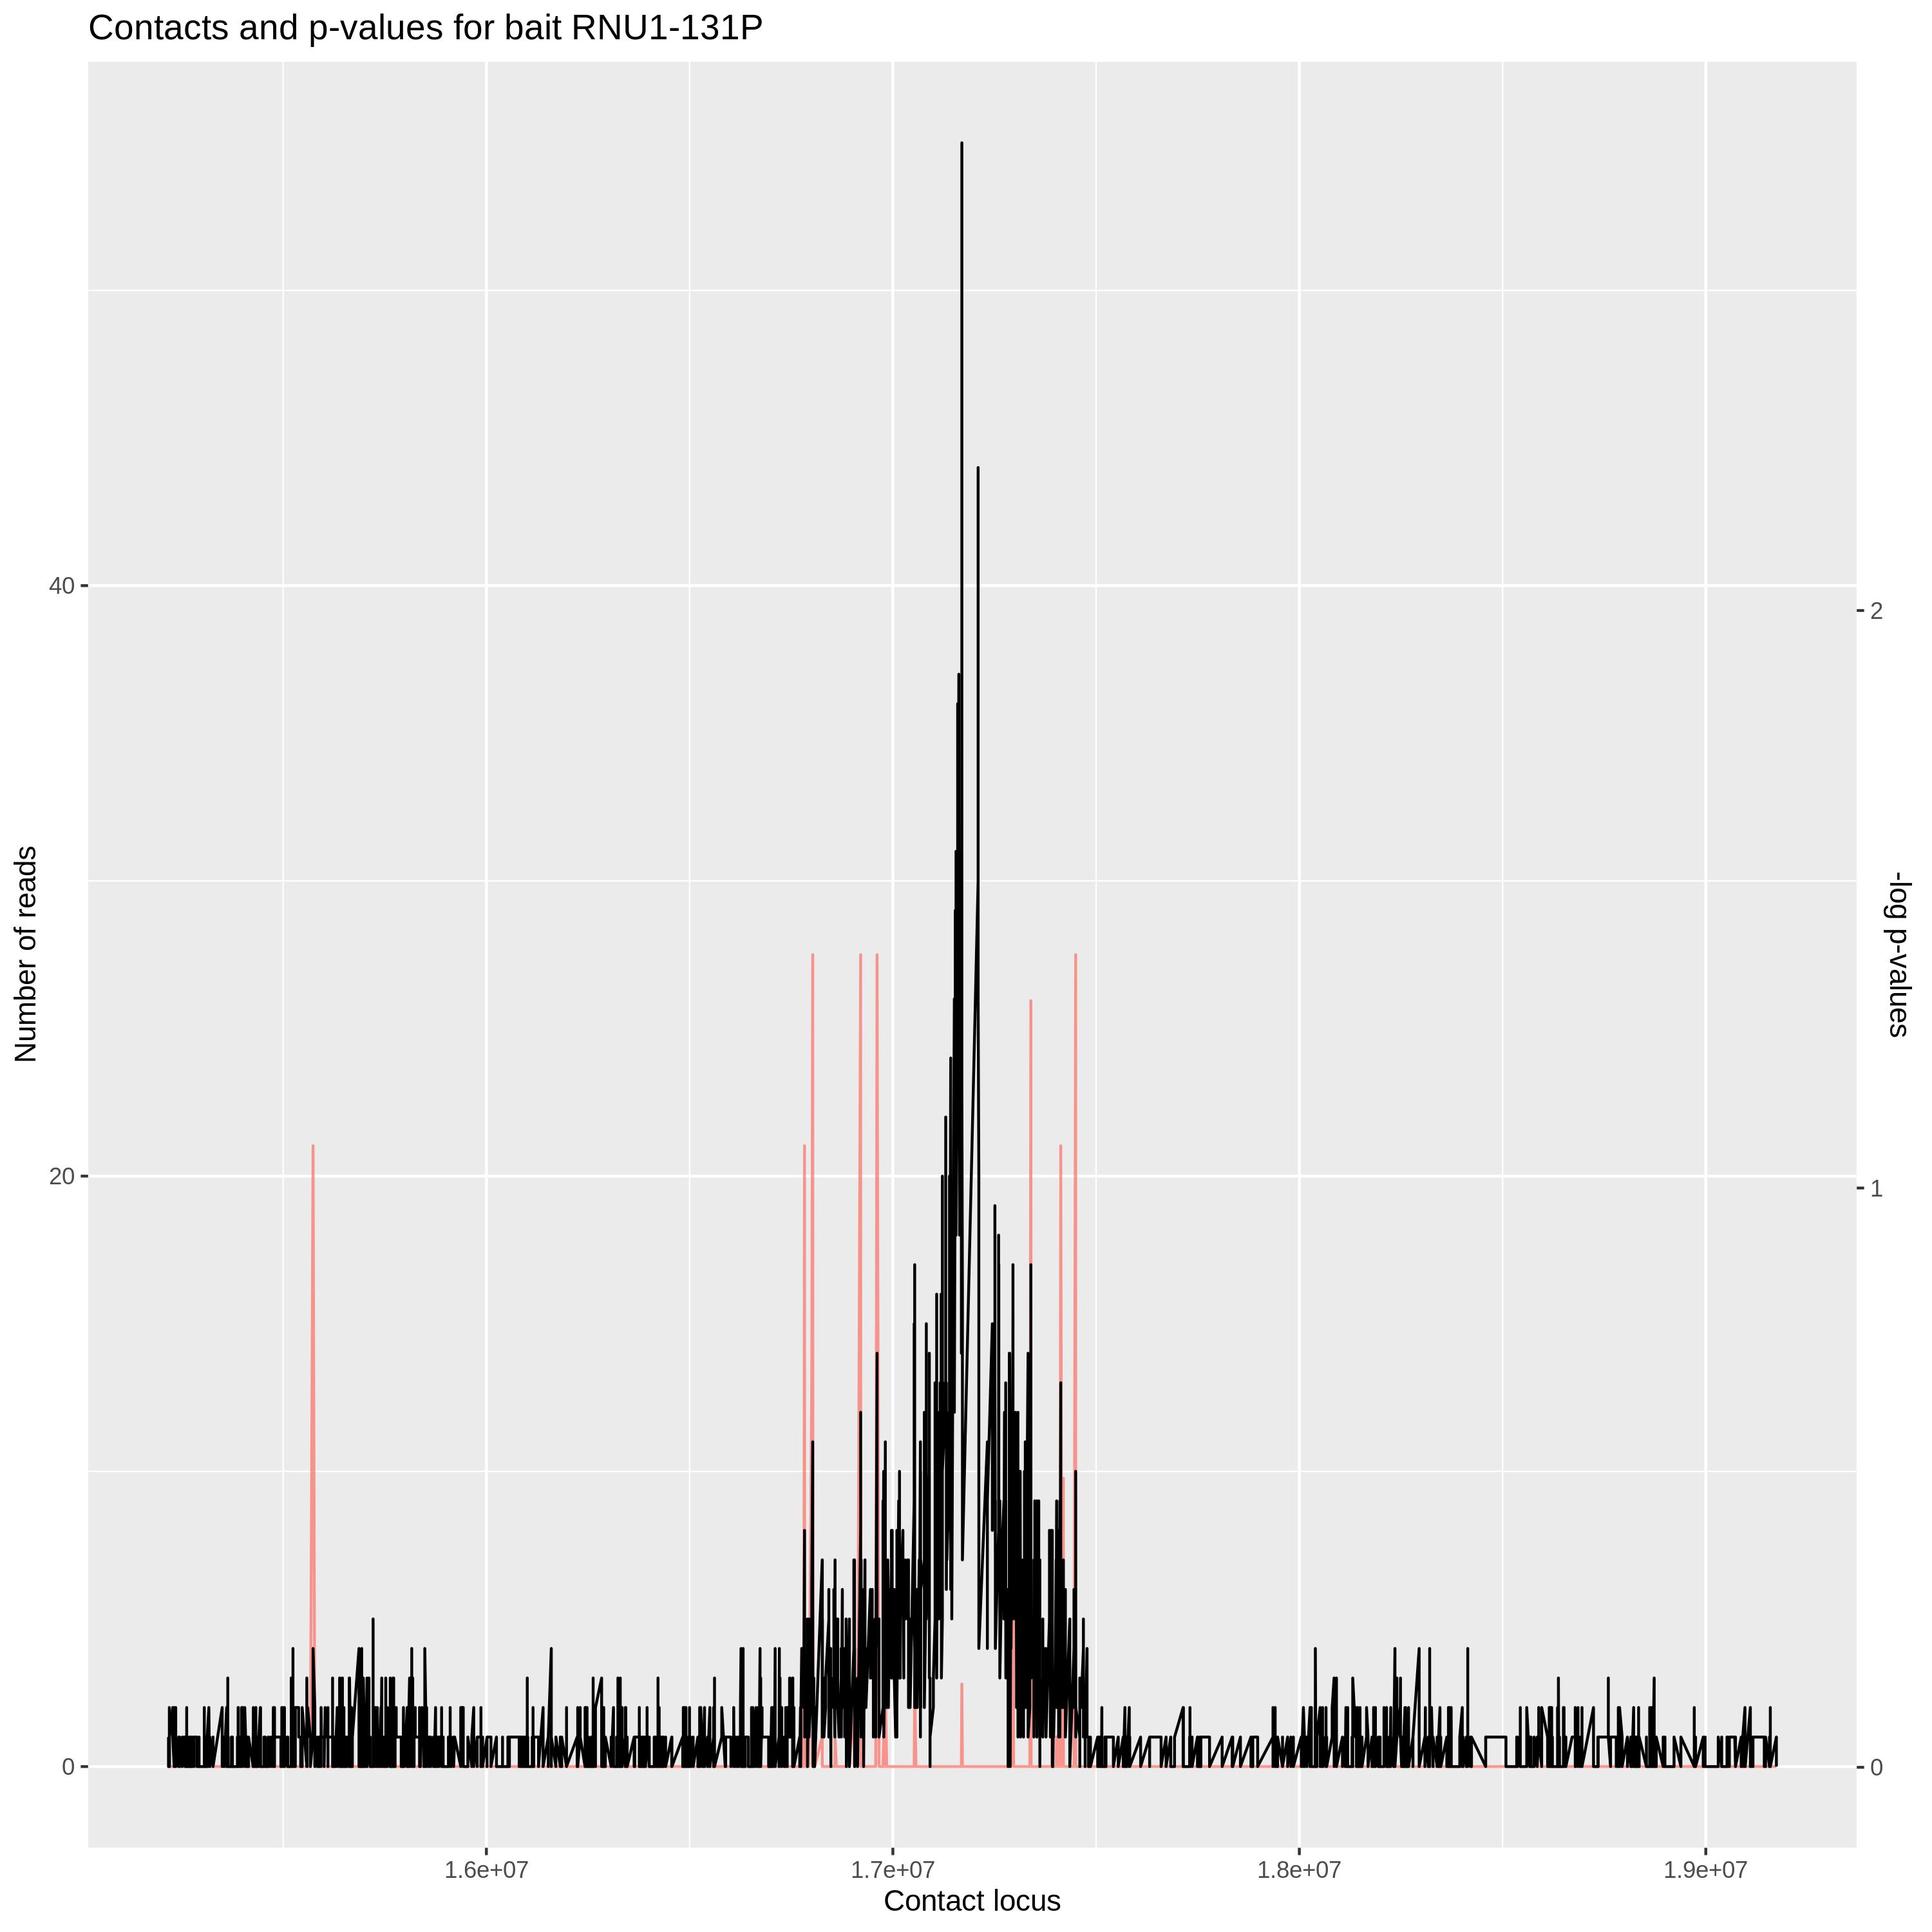 Contacts and p-values for bait RNU1-131P
Number of reads
40
20
0
2
1
0
-log p-values
1.6e+07
1.7e+07
1.8e+07
1.9e+07
Contact locus